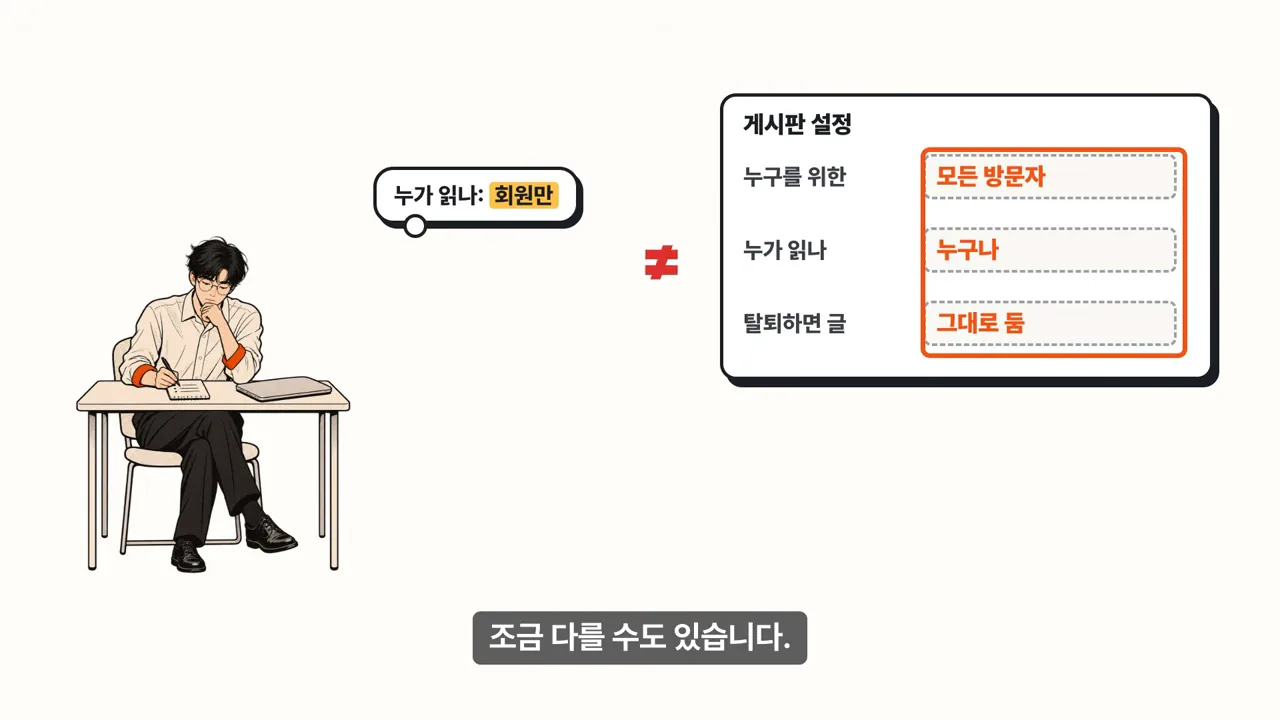 누가 읽나: 회원만
≠
게시판 설정
누구를 위한 모든 방문자
누가 읽나 누구나
탈퇴하면 글 그대로 둠
조금 다를 수도 있습니다.